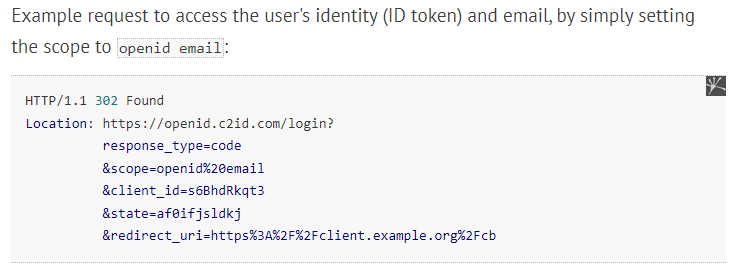 Example request to access the user's identity (ID token) and email, by simply setting
the scope to openid email:
HTTP/1.1 302 Found
Location: https://openid.c2id.com/login?
response_type=code
&scope=openid%20email
&client_id=s6BhdRkqt3
&state=af0ifjsldkj
&redirect_uri=https%3A%2F%2Fclient.example.org%2Fcb